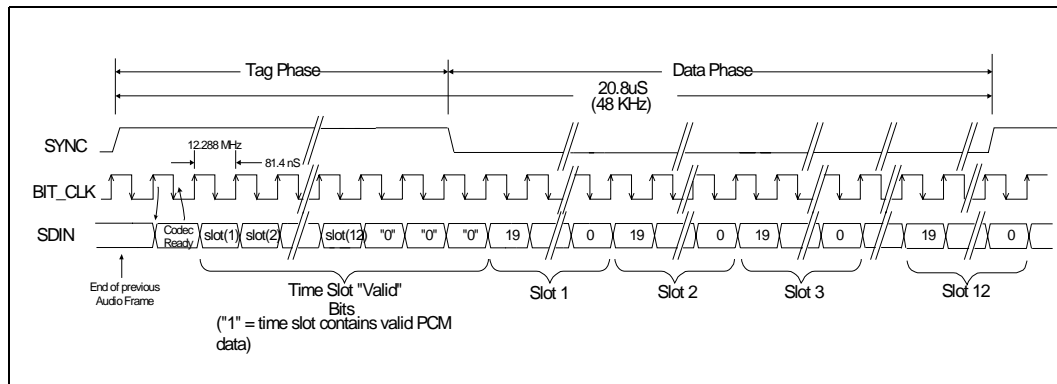 Tag Phase
Data Phase
20.8uS
(48 KHz)
SYNC
12.288 MHz
81.4 nS
BIT_CLK
SDIN
Codec
Ready
slot(1)
slot(2)
slot(12)
"0"
"0"
"0"
19
0
19
0
19
0
19
0
End of previous
Audio Frame
Time Slot "Valid"
Bits
("1" = time slot contains valid PCM
data)
Slot 1
Slot 2
Slot 3
Slot 12